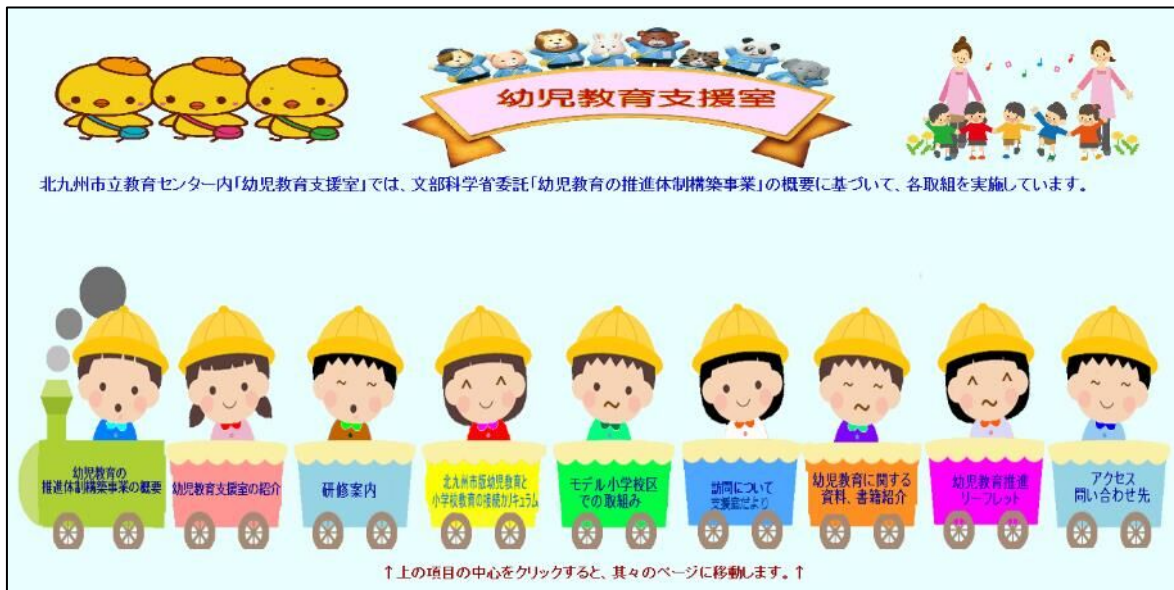 幼児教育支援室
北九州市立教育センター内「幼児教育支援室」では、文部科学省委託「幼児教育の推進体制構築事業」の概要に基づいて、各取組を実施しています。
幼児教育の
推進体制構築事業の概要
幼児教育支援室の紹介
研修案内
北九州市版幼児教育と
小学校教育の接続カリキュラム
モデル小学校区
での取組み
訪問について
支援室だより
幼児教育に関する
資料、書籍紹介
幼児教育推進
リーフレット
アクセス
問い合わせ先
↑上の項目の中心をクリックすると、其々のページに移動します。↑